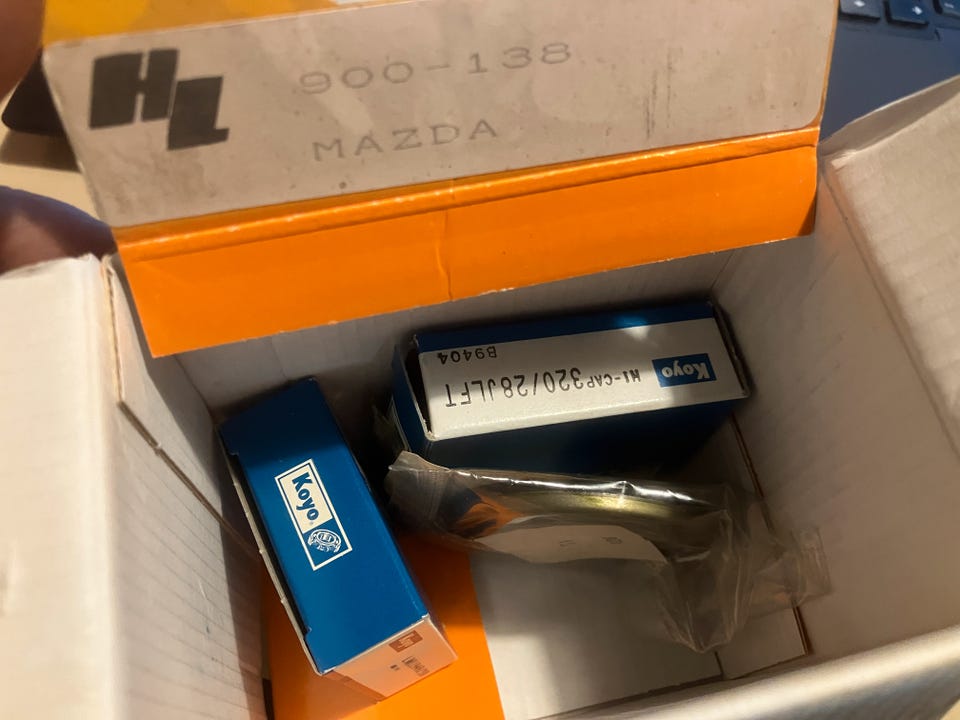 HL
900-138
MAZDA
B9404
Koyo HI-CAP 320/28JLFT
Koyo